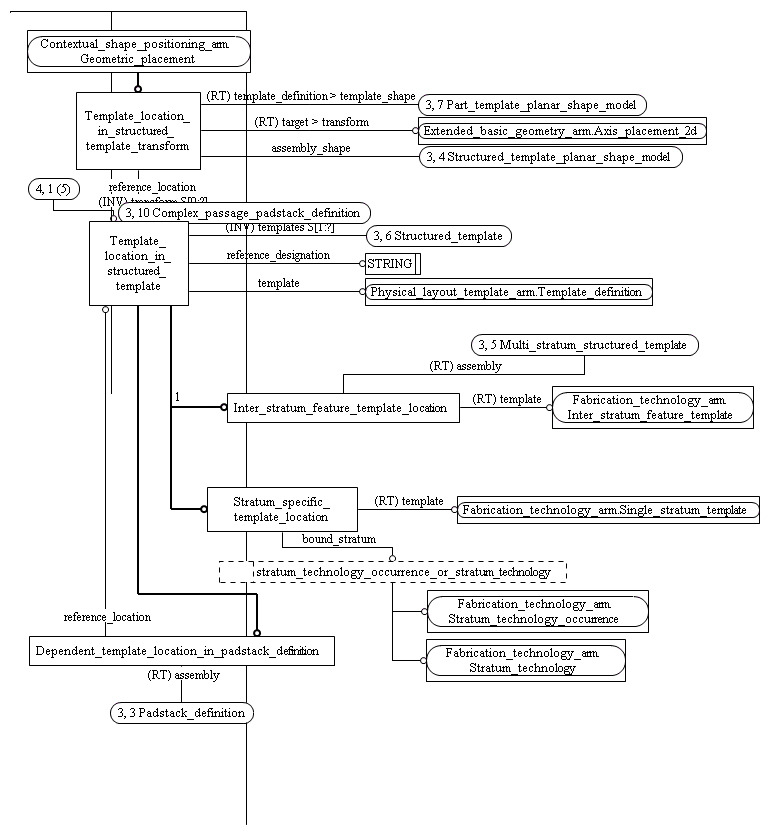 Contextual_shape_positioning_arm.
Geometric_placement
(RT) template_definition > template_shape
3, 7 Part_template_planar_shape_model
Template_location_
in_structured_
template_transform
(RT) target > transform
Extended_basic_geometry_arm.Axis_placement_2d
assembly_shape
3, 4 Structured_template_planar_shape_model
4, 1 (5)
reference_location
(INV) transform S[0:?]
3, 10 Complex_passage_padstack_definition
(INV) templates S[1:?]
3, 6 Structured_template
Template_
location_in_
structured_
template
reference_designation
STRING
template
Physical_layout_template_arm.Template_definition
3, 5 Multi_stratum_structured_template
(RT) assembly
1
Inter_stratum_feature_template_location
(RT) template
Fabrication_technology_arm.
Inter_stratum_feature_template
Stratum_specific_
template_location
(RT) template
Fabrication_technology_arm.Single_stratum_template
bound_stratum
stratum_technology_occurrence_or_stratum_technology
Fabrication_technology_arm.
Stratum_technology_occurrence
reference_location
Dependent_template_location_in_padstack_definition
Fabrication_technology_arm.
Stratum_technology
(RT) assembly
3, 3 Padstack_definition